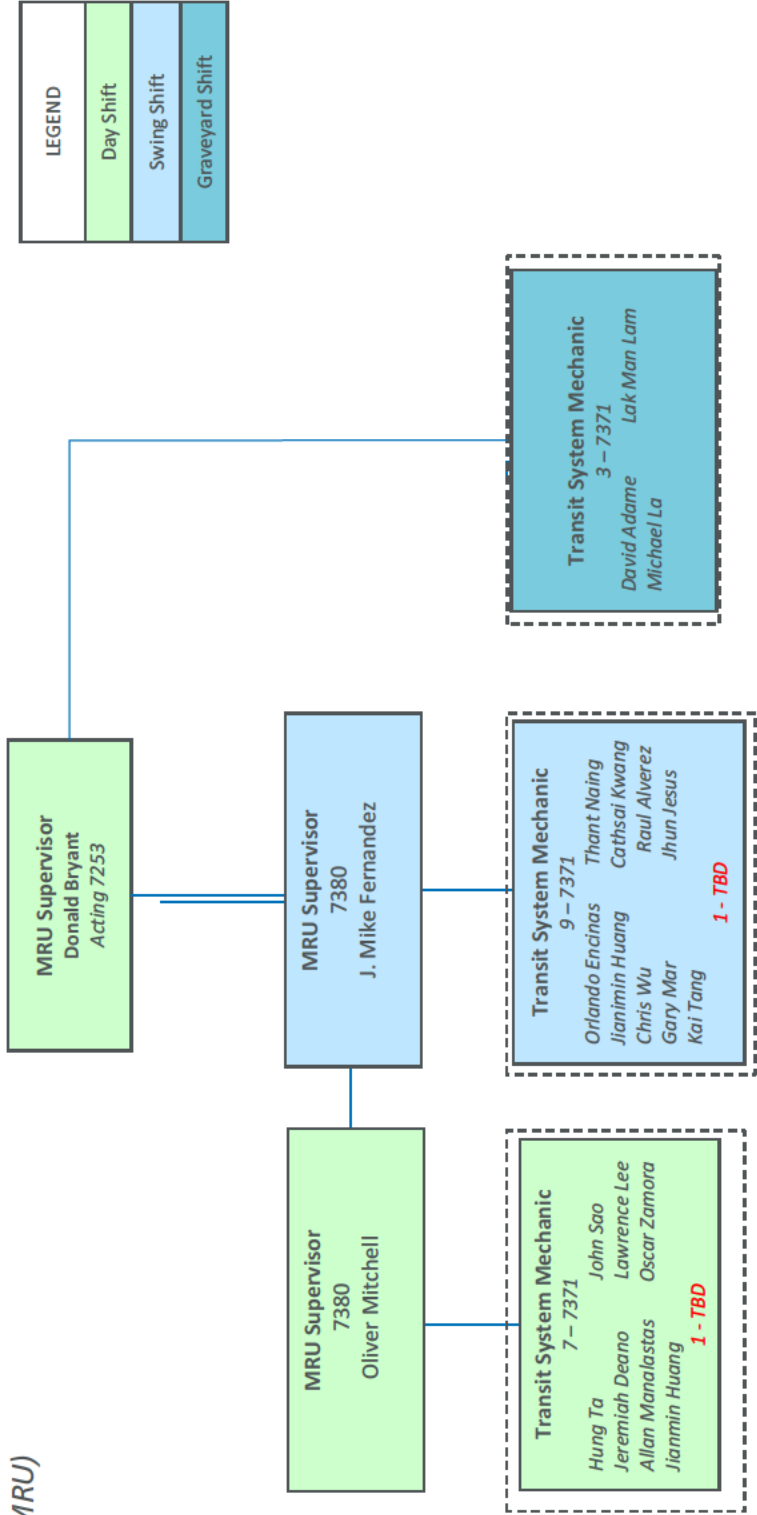 MRU)
LEGEND
Day Shift
Swing Shift
Graveyard Shift
MRU Supervisor
Donald Bryant
Acting 7253
MRU Supervisor
7380
Oliver Mitchell
MRU Supervisor
7380
J. Mike Fernandez
Transit System Mechanic
7 – 7371
Hung Ta John Sao
Jeremiah Deano Lawrence Lee
Allan Manalastas Oscar Zamora
Jianmin Huang
1 - TBD
Transit System Mechanic
9 – 7371
Orlando Encinas Thant Naing
Jianimin Huang Cathsai Kwang
Chris Wu Raul Alverez
Gary Mar Jhun Jesus
Kai Tang
1 - TBD
Transit System Mechanic
3 – 7371
David Adame Lak Man Lam
Michael La